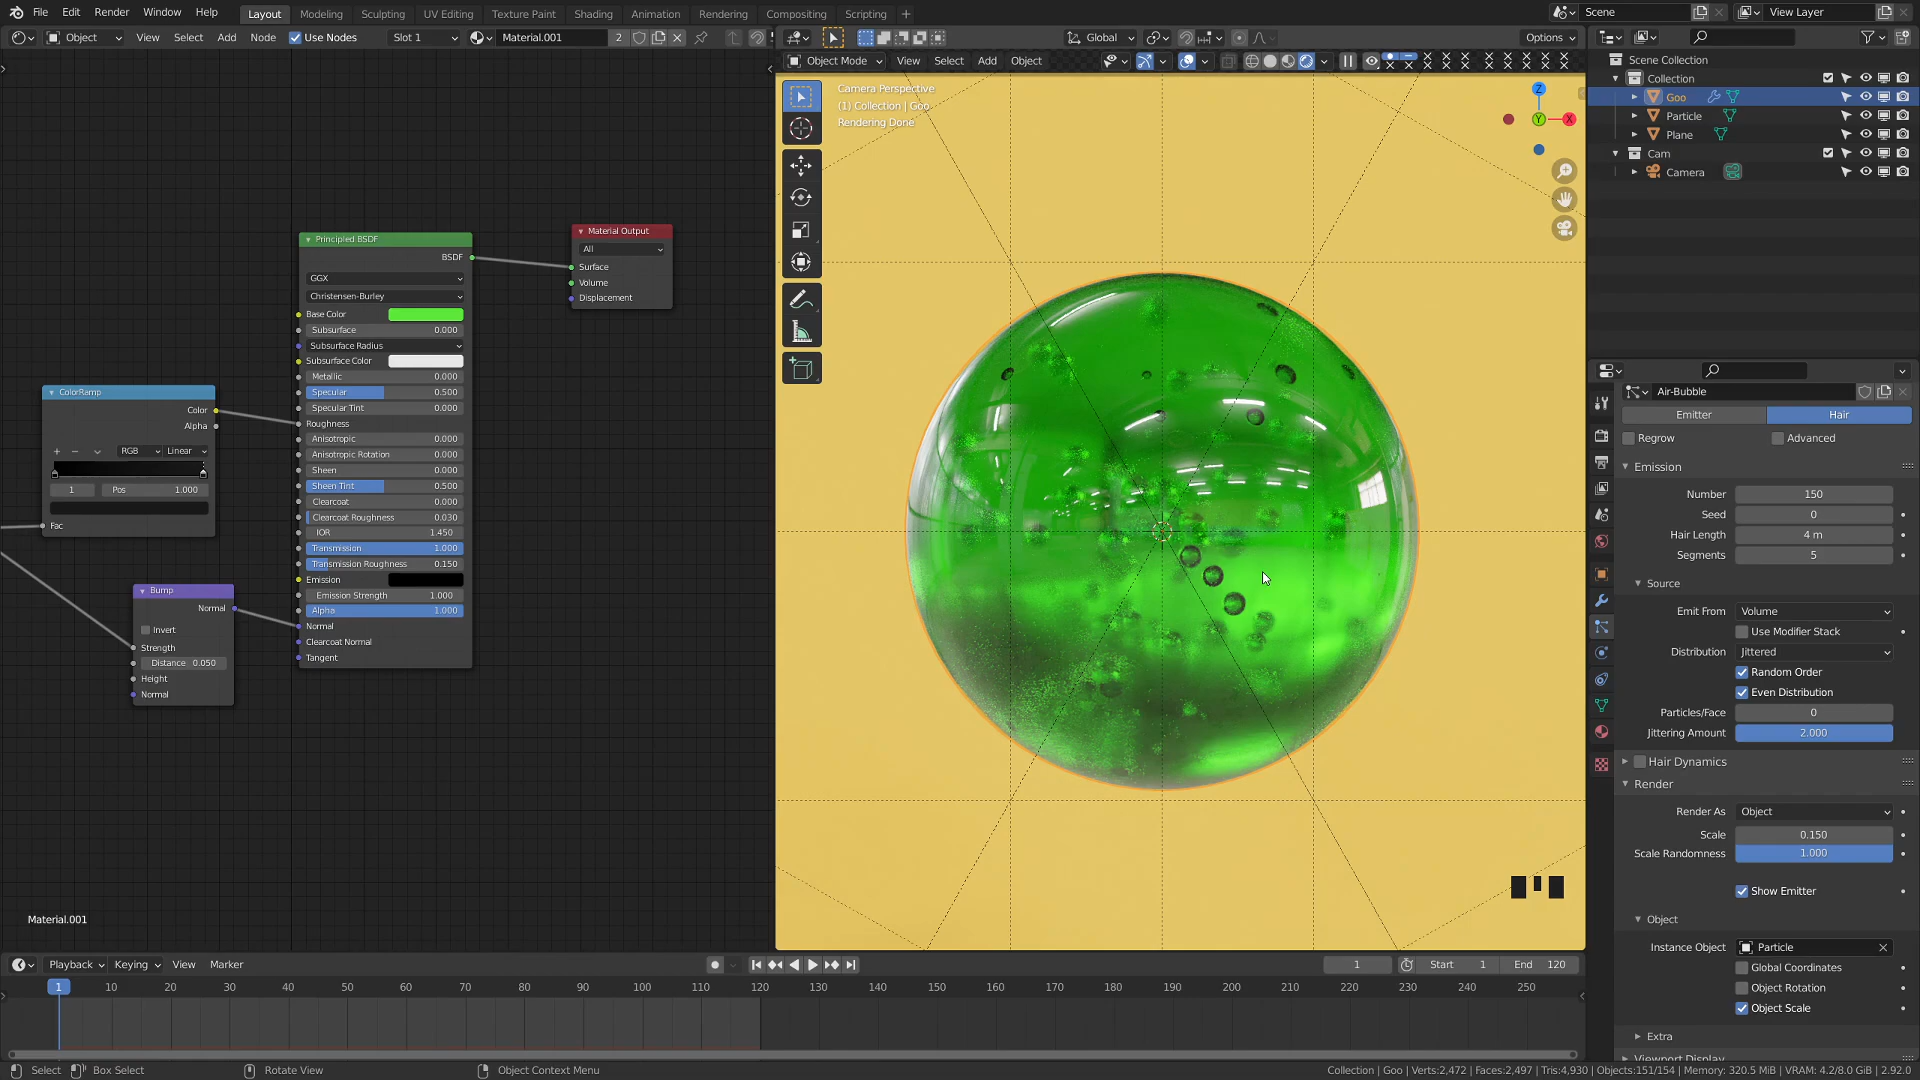 File Edit Render Window Help Layout Modeling Sculpting UV Editing Texture Paint Shading Animation Rendering Compositing Scripting + Scene View Layer
Object View Select Add Node Use Nodes Slot 1 Material.001 2 Global Options
Object Mode View Select Add Object
Camera Perspective
(1) Collection | Goo
Rendering Done
Z
Y
X
Material.001
Principled BSDF
BSDF
GGX
Christensen-Burley
Base Color
Subsurface 0.000
Subsurface Radius
Subsurface Color
Metallic 0.000
Specular 0.500
Specular Tint 0.000
Roughness
Anisotropic 0.000
Anisotropic Rotation 0.000
Sheen 0.000
Sheen Tint 0.500
Clearcoat 0.000
Clearcoat Roughness 0.030
IOR 1.450
Transmission 1.000
Transmission Roughness 0.150
Emission
Emission Strength 1.000
Alpha 1.000
Normal
Clearcoat Normal
Tangent
Material Output
All
Surface
Volume
Displacement
ColorRamp
Color
Alpha
+ − RGB Linear
1 Pos 1.000
Fac
Bump
Normal
Invert
Strength
Distance 0.050
Height
Normal
Scene Collection
Collection
Goo
Particle
Plane
Cam
Camera
Air-Bubble
Emitter Hair
Regrow Advanced
Emission
Number 150
Seed 0
Hair Length 4 m
Segments 5
Source
Emit From Volume
Use Modifier Stack
Distribution Jittered
Random Order
Even Distribution
Particles/Face 0
Jittering Amount 2.000
Hair Dynamics
Render
Render As Object
Scale 0.150
Scale Randomness 1.000
Show Emitter
Object
Instance Object Particle
Global Coordinates
Object Rotation
Object Scale
Extra
Viewport Display
Playback Keying View Marker 1 Start 1 End 120
1 10 20 30 40 50 60 70 80 90 100 110 120 130 140 150 160 170 180 190 200 210 220 230 240 250
Select Box Select Rotate View Object Context Menu Collection | Goo | Verts:2,472 | Faces:2,497 | Tris:4,930 | Objects:151/154 | Memory: 320.5 MiB | VRAM: 4.2/8.0 GiB | 2.92.0